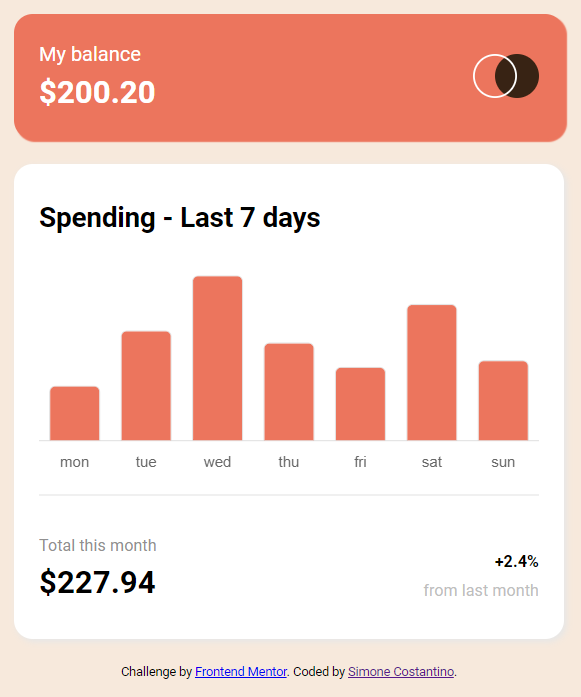 My balance
$200.20
Spending - Last 7 days
mon tue wed thu fri sat sun
Total this month
$227.94
+2.4%
from last month
Challenge by Frontend Mentor. Coded by Simone Costantino.